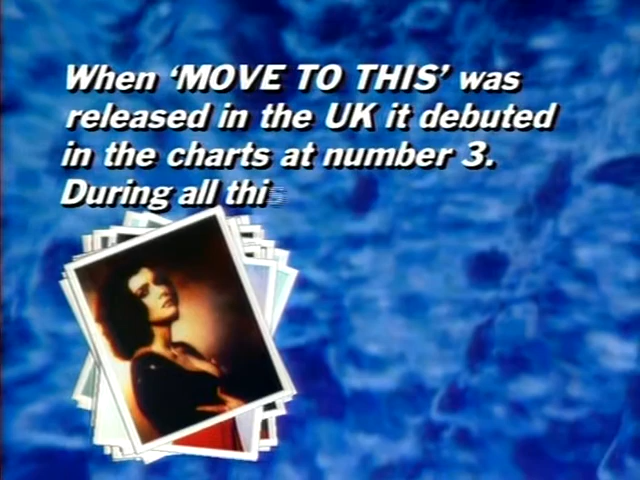 When ‘MOVE TO THIS’ was
released in the UK it debuted
in the charts at number 3.
During all this